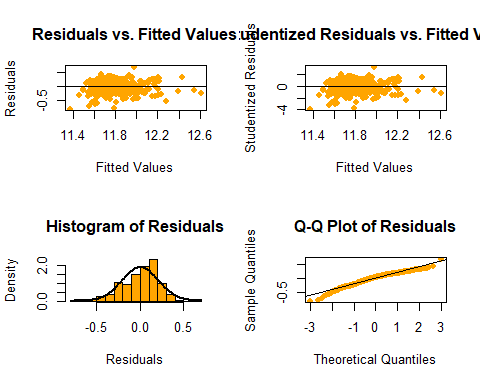 Residuals vs. Fitted Values
Residuals
-0.5
11.4 11.8 12.2 12.6
Fitted Values
udentized Residuals vs. Fitted V
Studentized Residuals
0
-4
11.4 11.8 12.2 12.6
Fitted Values
Histogram of Residuals
Density
2.0
0.0
-0.5 0.0 0.5
Residuals
Q-Q Plot of Residuals
Sample Quantiles
-0.5
-3 -1 0 1 2 3
Theoretical Quantiles